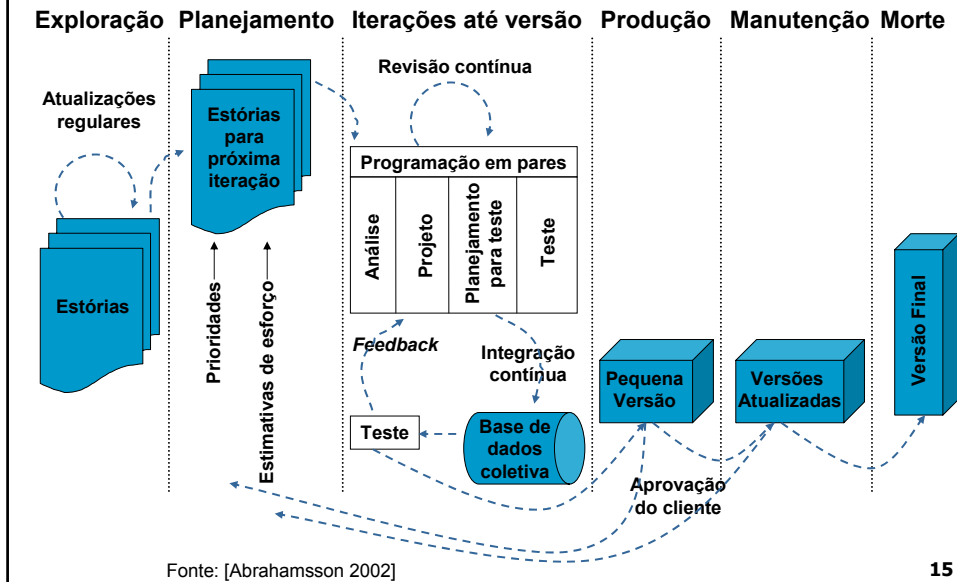 Exploração Planejamento Iterações até versão Produção Manutenção Morte
Atualizações
regulares
Estórias
Estórias
para
próxima
iteração
Prioridades
Estimativas de esforço
Revisão contínua
Programação em pares
Análise
Projeto
Planejamento
para teste
Teste
Feedback
Integração
contínua
Teste
Base de
dados
coletiva
Pequena
Versão
Versões
Atualizadas
Versão Final
Aprovação
do cliente
Fonte: [Abrahamsson 2002]
15